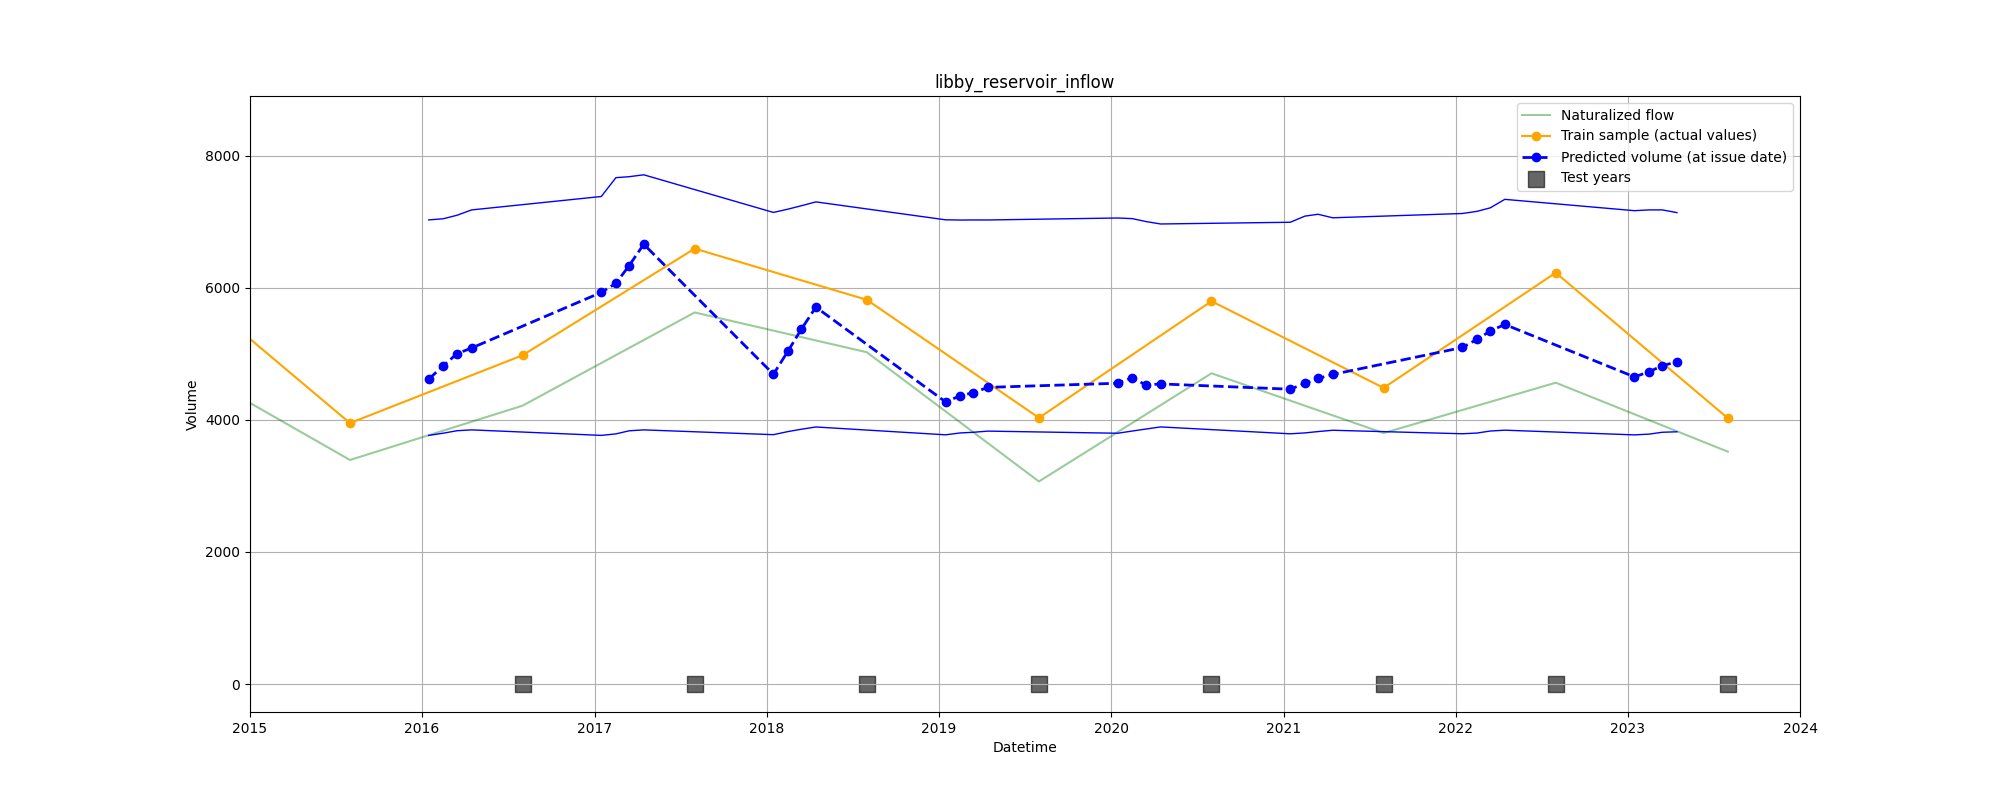 libby_reservoir_inflow
Naturalized flow
Train sample (actual values)
Predicted volume (at issue date)
Test years
8000
6000
4000
2000
0
Volume
2015 2016 2017 2018 2019 2020 2021 2022 2023 2024
Datetime